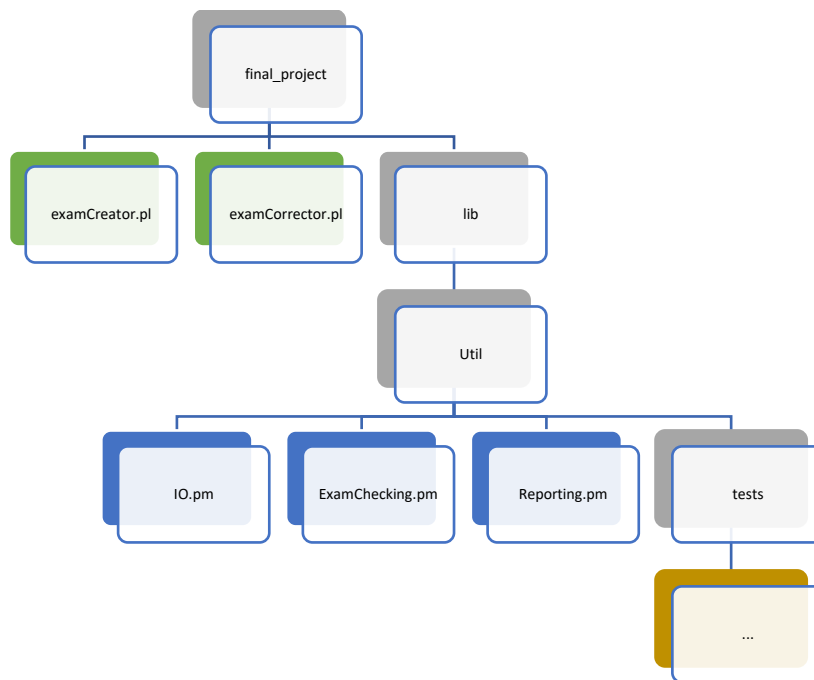 final_project
examCreator.pl
examCorrector.pl
lib
Util
IO.pm
ExamChecking.pm
Reporting.pm
tests
...